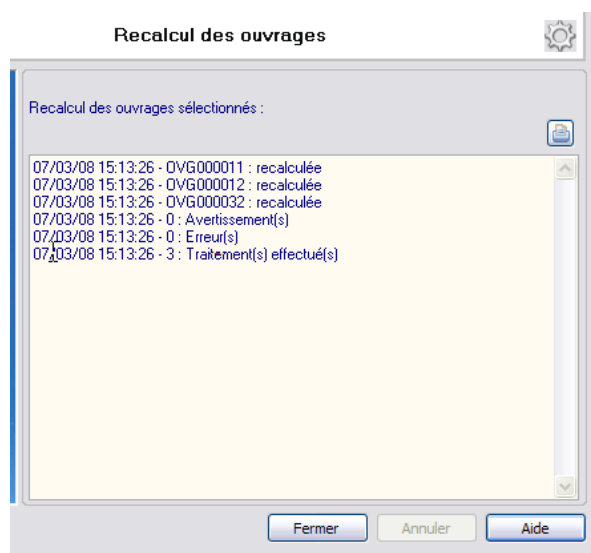 Recalcul des ouvrages
Recalcul des ouvrages sélectionnés :
07/03/08 15:13:26 - OVG000011 : recalculée
07/03/08 15:13:26 - OVG000012 : recalculée
07/03/08 15:13:26 - OVG000032 : recalculée
07/03/08 15:13:26 - 0 : Avertissement(s)
07/03/08 15:13:26 - 0 : Erreur(s)
07/03/08 15:13:26 - 3 : Traitement(s) effectué(s)
Fermer Annuler Aide